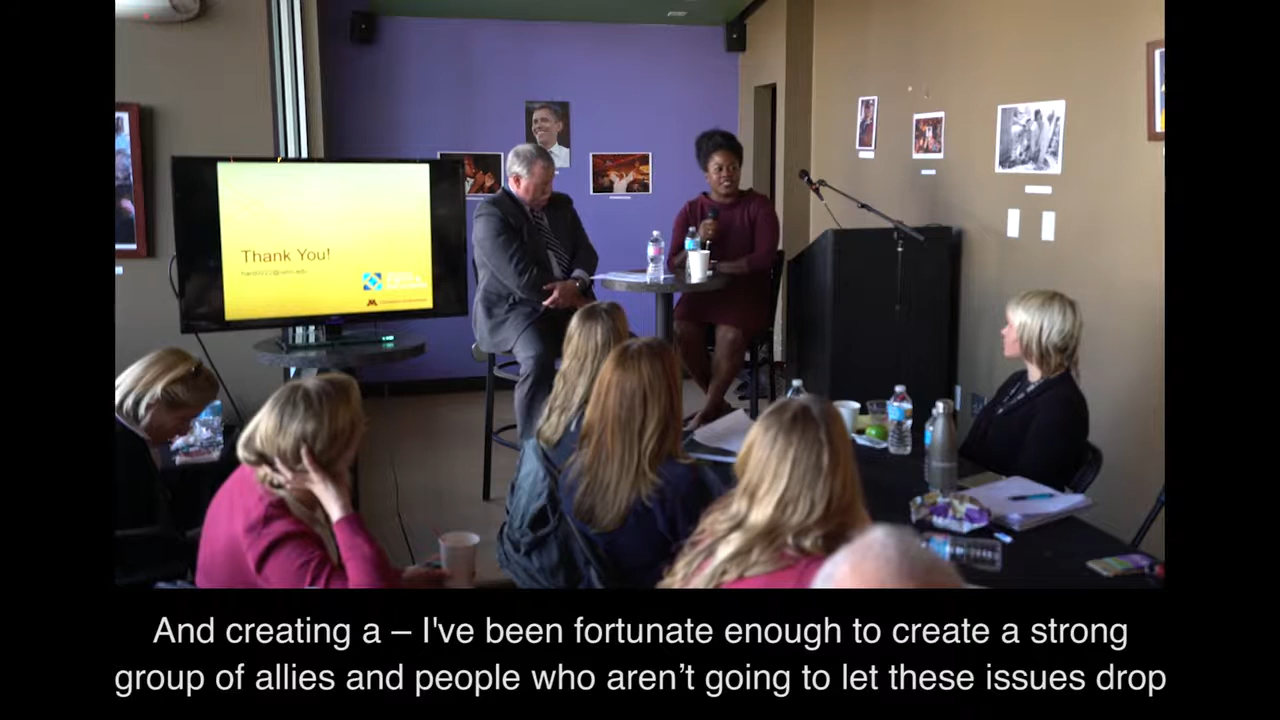 Thank You!
And creating a – I've been fortunate enough to create a strong
group of allies and people who aren’t going to let these issues drop